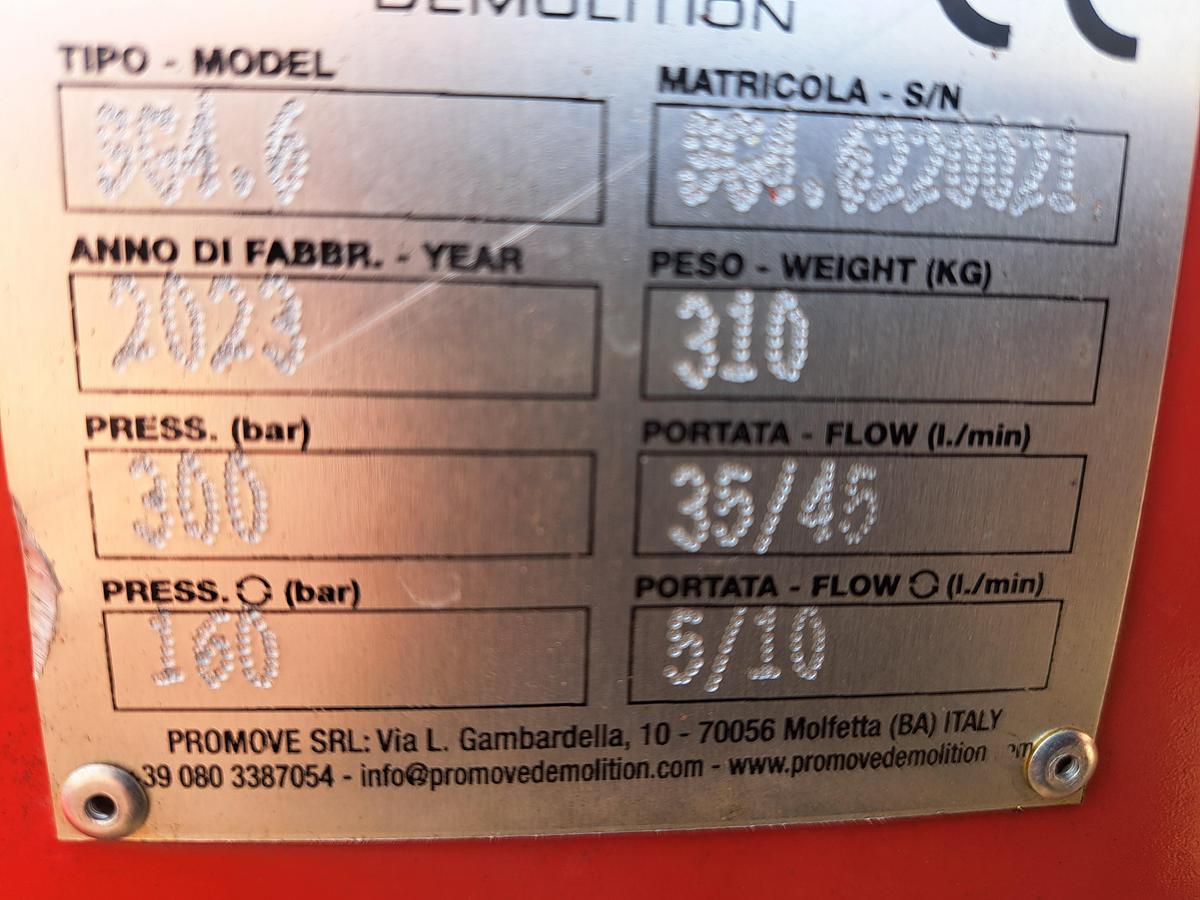 DEMOLITION
CE
TIPO - MODEL
MATRICOLA - S/N
ANNO DI FABBR. - YEAR
2023
PESO - WEIGHT (KG)
310
PRESS. (bar)
300
PORTATA - FLOW (l./min)
35/45
PRESS. (bar)
160
PORTATA - FLOW (l./min)
5/10
PROMOVE SRL: Via L. Gambardella, 10 - 70056 Molfetta (BA) ITALY
39 080 3387054 - info@promovedemolition.com - www.promovedemolition